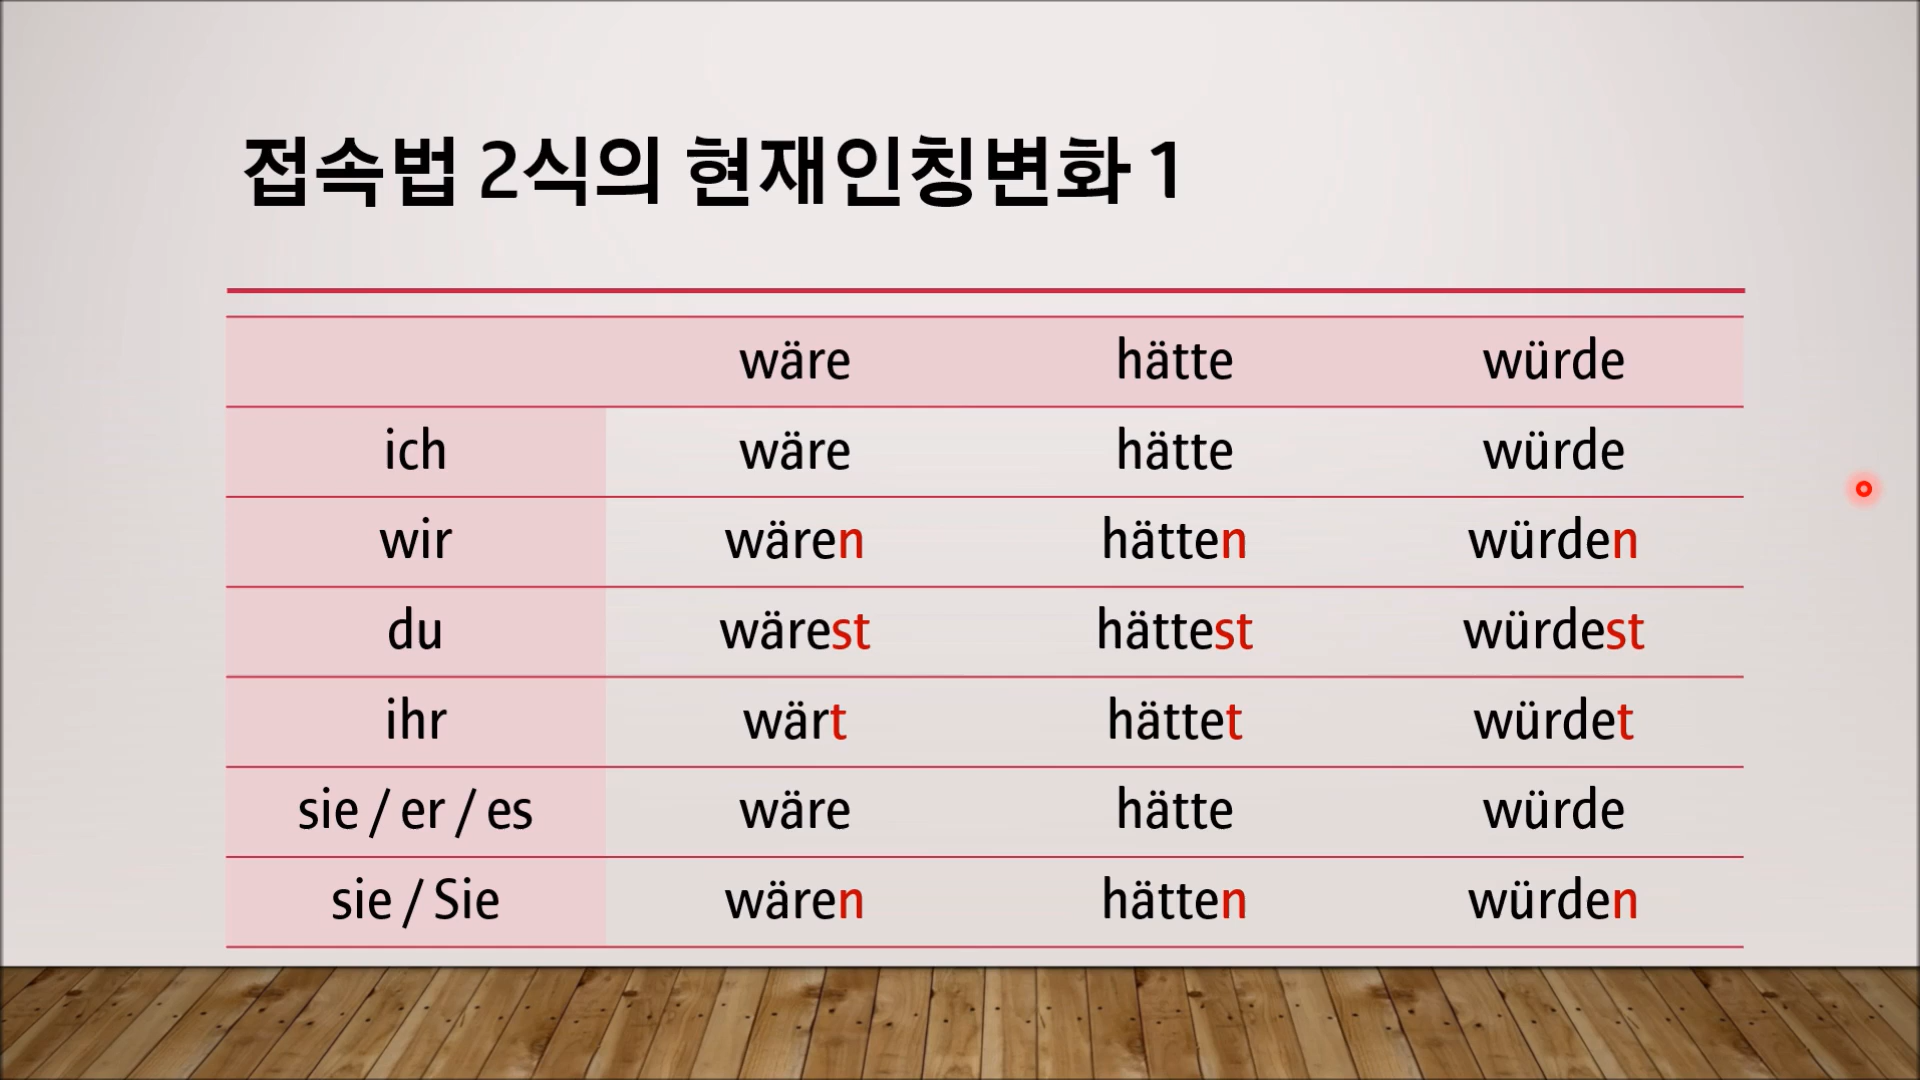 접속법 2식의 현재인칭변화 1
wäre hätte würde
ich wäre hätte würde
wir wären hätten würden
du wärest hättest würdest
ihr wärt hättet würdet
sie / er / es wäre hätte würde
sie / Sie wären hätten würden